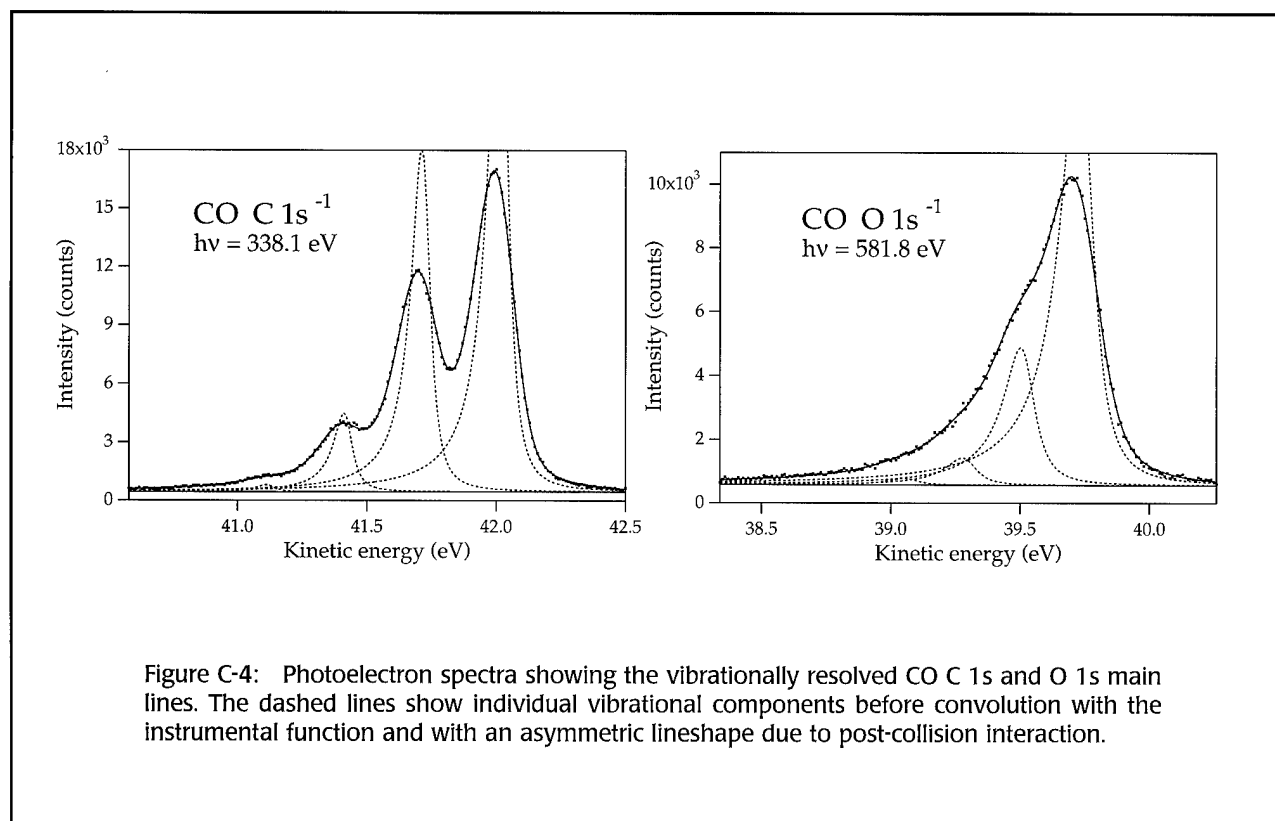 18x10³
15
12
9
6
3
0
Intensity (counts)
CO C 1s⁻¹
hν = 338.1 eV
41.0
41.5
42.0
42.5
Kinetic energy (eV)
10x10³
8
6
4
2
0
Intensity (counts)
CO O 1s⁻¹
hν = 581.8 eV
38.5
39.0
39.5
40.0
Kinetic energy (eV)
Figure C-4: Photoelectron spectra showing the vibrationally resolved CO C 1s and O 1s main
lines. The dashed lines show individual vibrational components before convolution with the
instrumental function and with an asymmetric lineshape due to post-collision interaction.